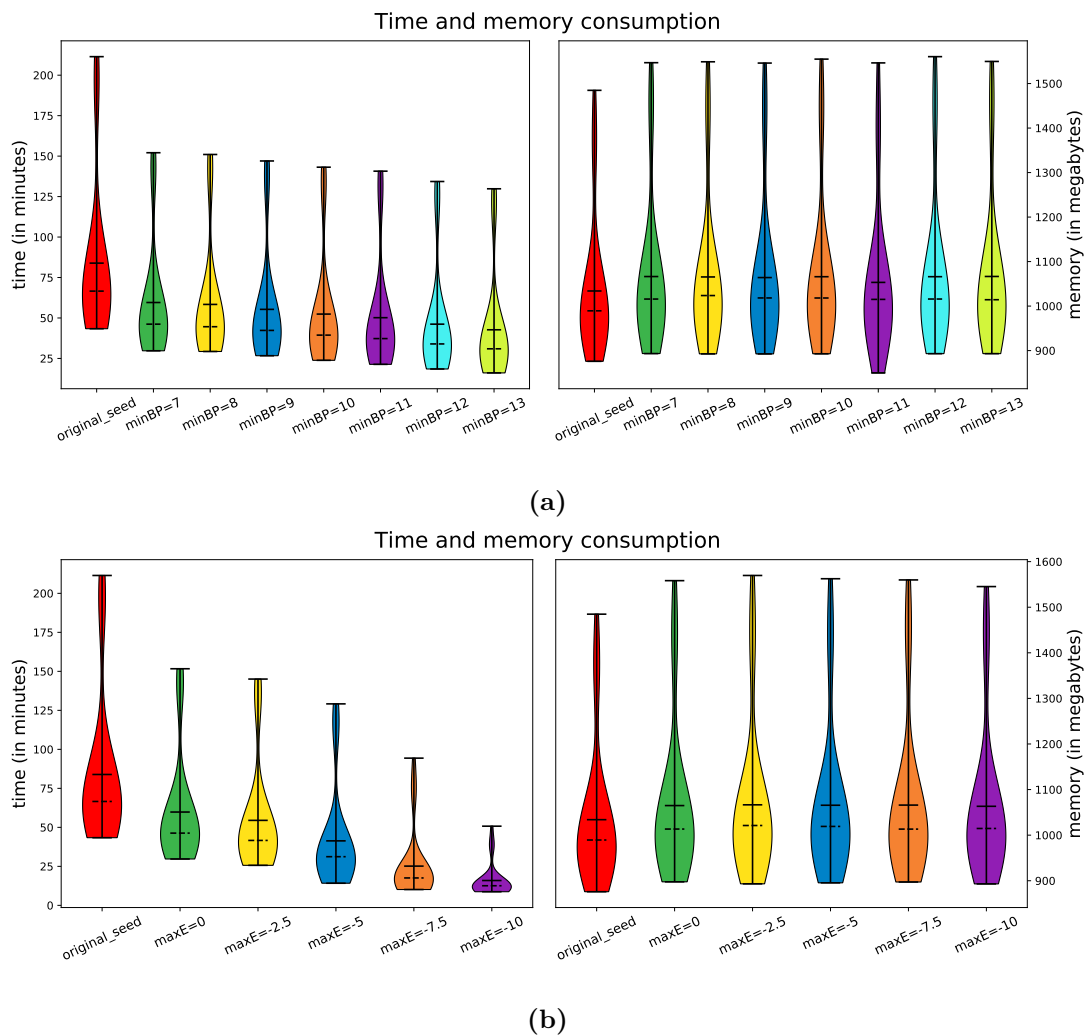 Time and memory consumption
time (in minutes)
200
175
150
125
100
75
50
25
original_seed
minBP=7
minBP=8
minBP=9
minBP=10
minBP=11
minBP=12
minBP=13
memory (in megabytes)
1500
1400
1300
1200
1100
1000
900
original_seed
minBP=7
minBP=8
minBP=9
minBP=10
minBP=11
minBP=12
minBP=13
(a)
Time and memory consumption
time (in minutes)
200
175
150
125
100
75
50
25
0
original_seed
maxE=0
maxE=-2.5
maxE=-5
maxE=-7.5
maxE=-10
memory (in megabytes)
1600
1500
1400
1300
1200
1100
1000
900
original_seed
maxE=0
maxE=-2.5
maxE=-5
maxE=-7.5
maxE=-10
(b)